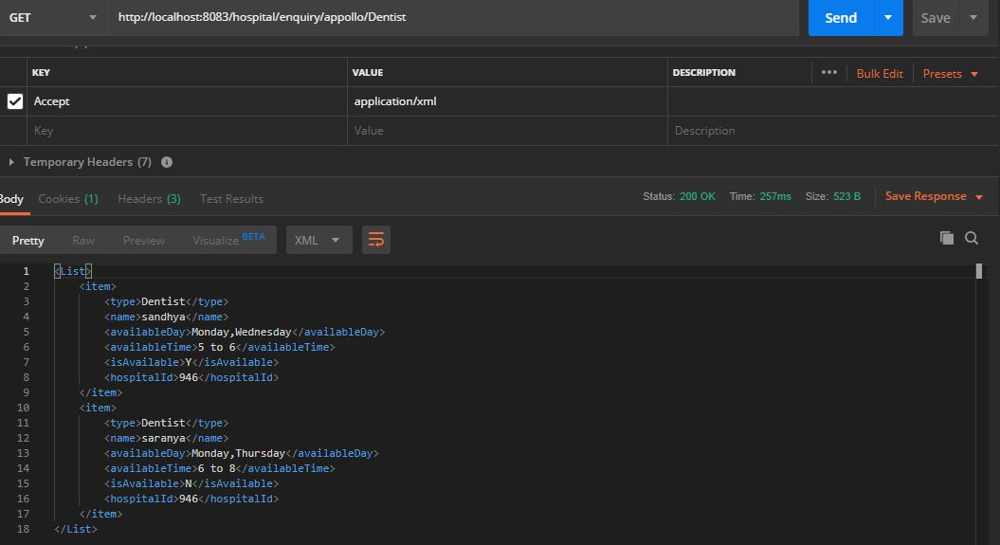 GET http://localhost:8083/hospital/enquiry/appollo/Dentist Send Save
KEY VALUE DESCRIPTION ••• Bulk Edit Presets
Accept application/xml
Key Value Description
Temporary Headers (7) i
Body Cookies (1) Headers (3) Test Results Status: 200 OK Time: 257ms Size: 523 B Save Response
Pretty Raw Preview Visualize BETA XML
1 <List>
2 <item>
3 <type>Dentist</type>
4 <name>sandhya</name>
5 <availableDay>Monday,Wednesday</availableDay>
6 <availableTime>5 to 6</availableTime>
7 <isAvailable>Y</isAvailable>
8 <hospitalId>946</hospitalId>
9 </item>
10 <item>
11 <type>Dentist</type>
12 <name>saranya</name>
13 <availableDay>Monday,Thursday</availableDay>
14 <availableTime>6 to 8</availableTime>
15 <isAvailable>N</isAvailable>
16 <hospitalId>946</hospitalId>
17 </item>
18 </List>